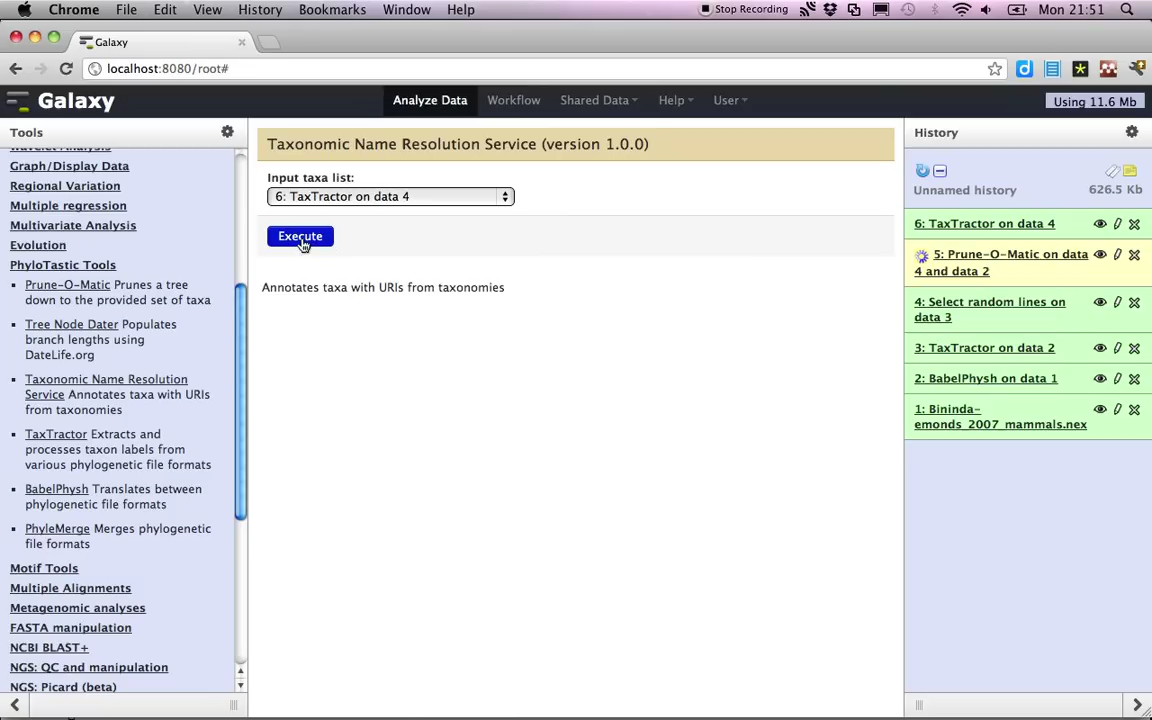 Chrome File Edit View History Bookmarks Window Help Stop Recording Mon 21:51
Galaxy
localhost:8080/root#
Galaxy Analyze Data Workflow Shared Data Help User Using 11.6 Mb
Tools
Wavelet Analysis
Graph/Display Data
Regional Variation
Multiple regression
Multivariate Analysis
Evolution
PhyloTastic Tools
Prune-O-Matic Prunes a tree
down to the provided set of taxa
Tree Node Dater Populates
branch lengths using
DateLife.org
Taxonomic Name Resolution
Service Annotates taxa with URIs
from taxonomies
TaxTractor Extracts and
processes taxon labels from
various phylogenetic file formats
BabelPhysh Translates between
phylogenetic file formats
PhyleMerge Merges phylogenetic
file formats
Motif Tools
Multiple Alignments
Metagenomic analyses
FASTA manipulation
NCBI BLAST+
NGS: QC and manipulation
NGS: Picard (beta)
Taxonomic Name Resolution Service (version 1.0.0)
Input taxa list:
6: TaxTractor on data 4
Execute
Annotates taxa with URIs from taxonomies
History
Unnamed history 626.5 Kb
6: TaxTractor on data 4
5: Prune-O-Matic on data
4 and data 2
4: Select random lines on
data 3
3: TaxTractor on data 2
2: BabelPhysh on data 1
1: Bininda-
emonds_2007_mammals.nex